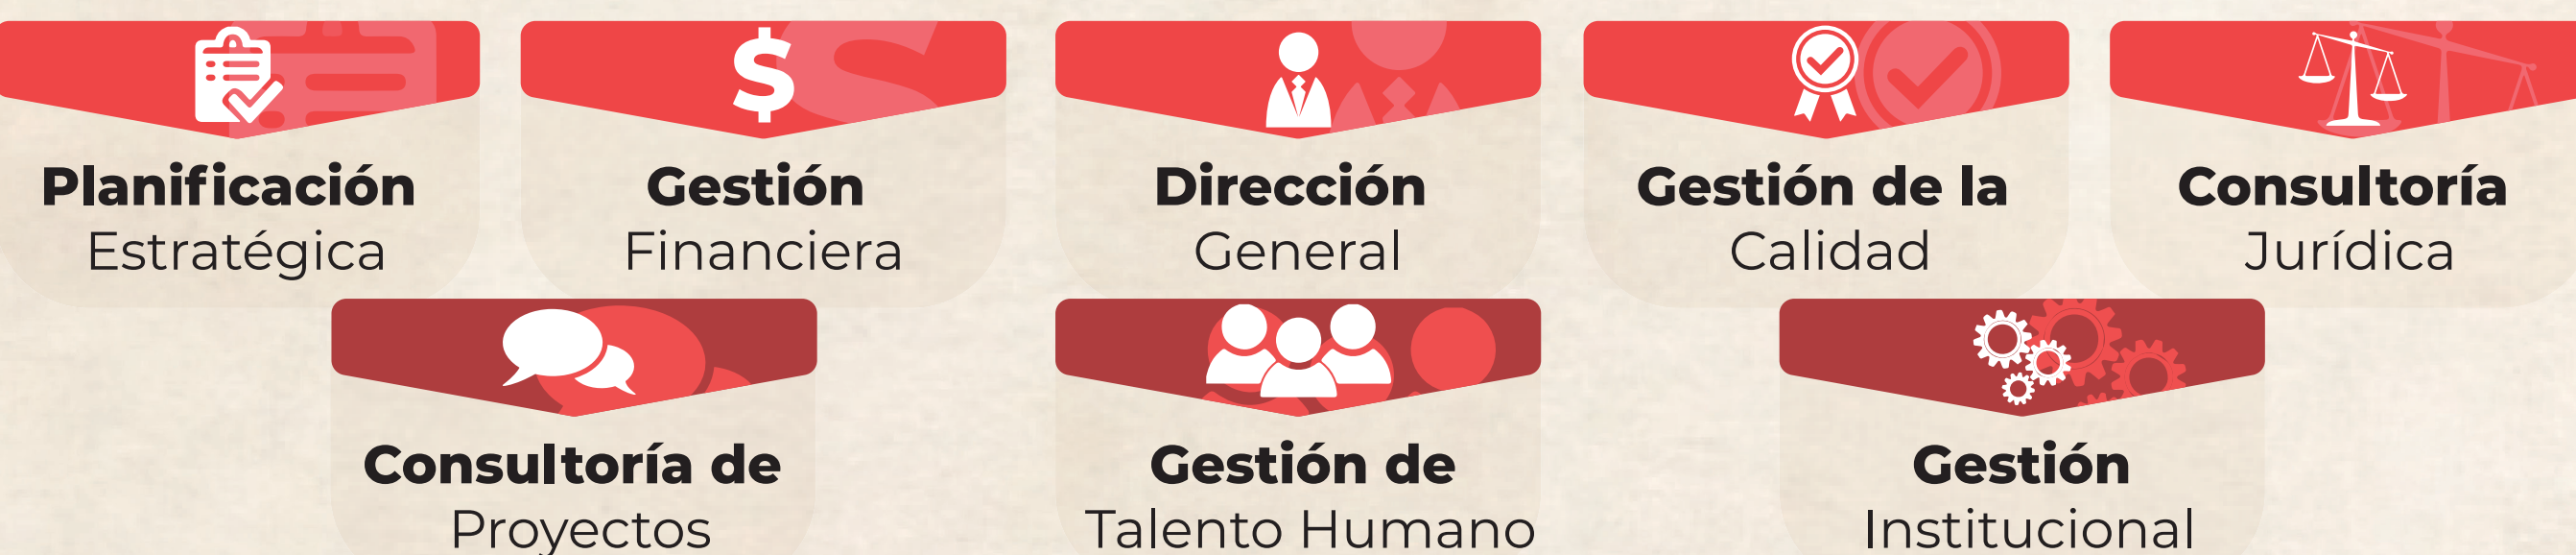 $
Planificación
Estratégica
Gestión
Financiera
Dirección
General
Gestión de la
Calidad
Consultoría
Jurídica
Consultoría de
Proyectos
Gestión de
Talento Humano
Gestión
Institucional